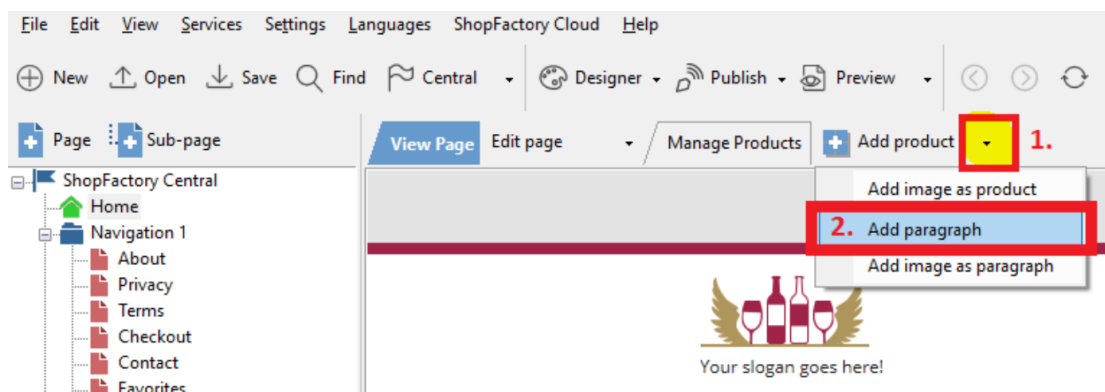 File Edit View Services Settings Languages ShopFactory Cloud Help
New Open Save Find Central Designer Publish Preview
Page Sub-page View Page Edit page Manage Products Add product 1.
ShopFactory Central
Add image as product
Home
2. Add paragraph
Navigation 1
About
Add image as paragraph
Privacy
Terms
Checkout
Contact
Your slogan goes here!
Favorites